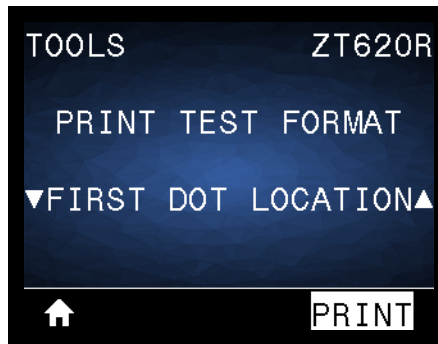 TOOLS ZT620R
PRINT TEST FORMAT
▼FIRST DOT LOCATION▲
PRINT